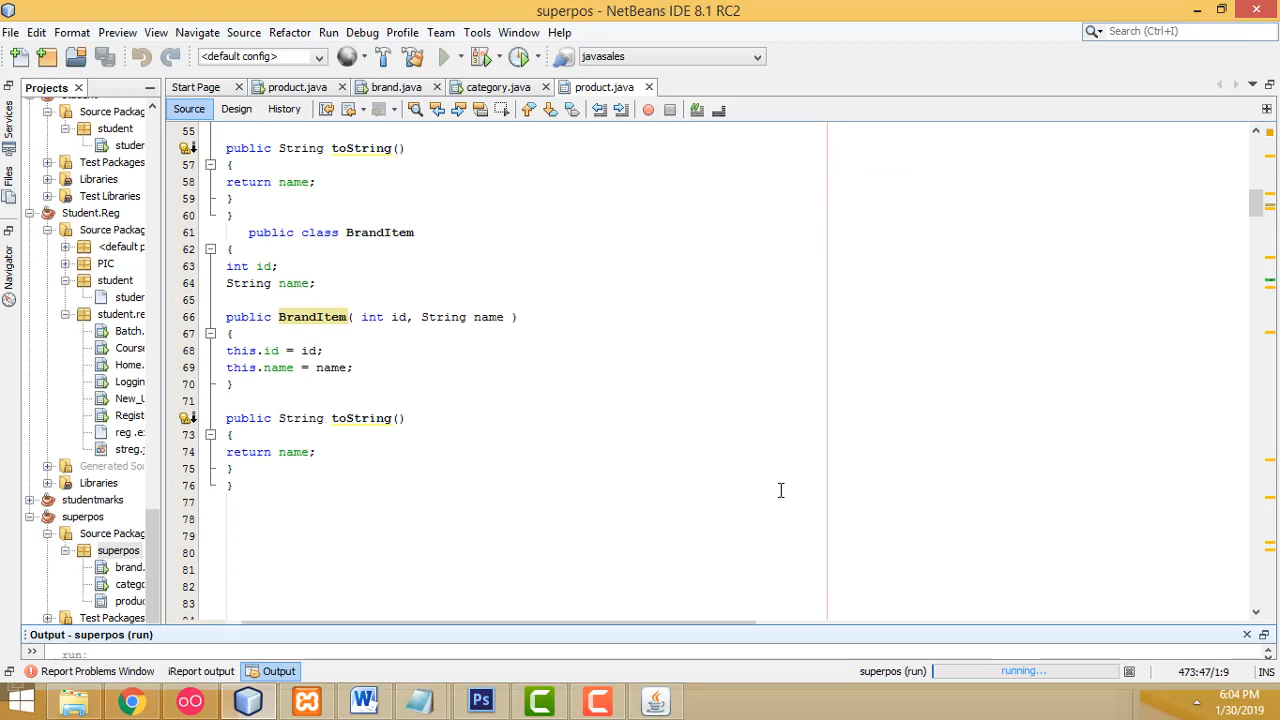 superpos - NetBeans IDE 8.1 RC2
File Edit Format Preview View Navigate Source Refactor Run Debug Profile Team Tools Window Help
Search (Ctrl+I)
<default config>
javasales
Projects
Start Page product.java brand.java category.java product.java
Source Design History
Services
Files
Navigator
Source Packag
student
studer
Test Packages
Libraries
Test Libraries
Student.Reg
Source Packag
<default p
PIC
student
studer
student.re
Batch.
Course
Home.
Loggin
New_L
Regist
reg .ex
streg.j
Generated Sou
Libraries
studentmarks
superpos
Source Packag
superpos
brand.
catego
produ
Test Packages
55
public String toString()
57 {
58 return name;
59 }
60 }
61 public class BrandItem
62 {
63 int id;
64 String name;
65
66 public BrandItem( int id, String name )
67 {
68 this.id = id;
69 this.name = name;
70 }
71
public String toString()
73 {
74 return name;
75 }
76 }
77
78
79
80
81
82
83
Output - superpos (run)
run:
Report Problems Window iReport output Output
superpos (run) running... 473:47/1:9 INS
6:04 PM
1/30/2019